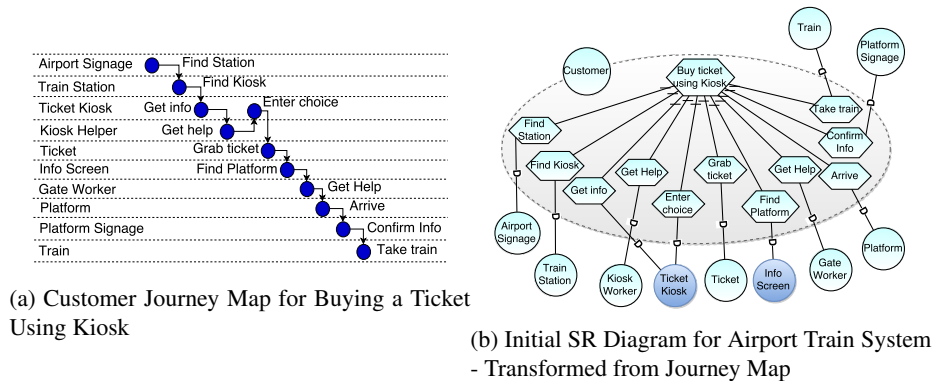 Airport Signage
Find Station
Train Station
Find Kiosk
Ticket Kiosk
Get info
Enter choice
Kiosk Helper
Get help
Ticket
Grab ticket
Info Screen
Find Platform
Gate Worker
Get Help
Platform
Arrive
Platform Signage
Confirm Info
Train
Take train
(a) Customer Journey Map for Buying a Ticket
Using Kiosk
Train
Platform
Signage
Customer
Buy ticket
using Kiosk
Take train
Find
Station
Confirm
Info
Find Kiosk
Get info
Get Help
Grab
ticket
Get Help
Arrive
Enter
choice
Find
Platform
Airport
Signage
Train
Station
Kiosk
Worker
Ticket
Kiosk
Ticket
Info
Screen
Gate
Worker
Platform
(b) Initial SR Diagram for Airport Train System
- Transformed from Journey Map